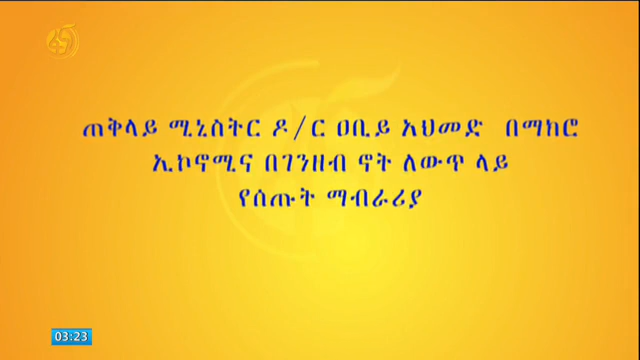 ጠቅላይ ሚኒስትር ዶ/ር ዐቢይ አህመድ በማክሮ
ኢኮኖሚና በገንዘብ ኖት ለውጥ ላይ
የሰጡት ማብራሪያ
03:23